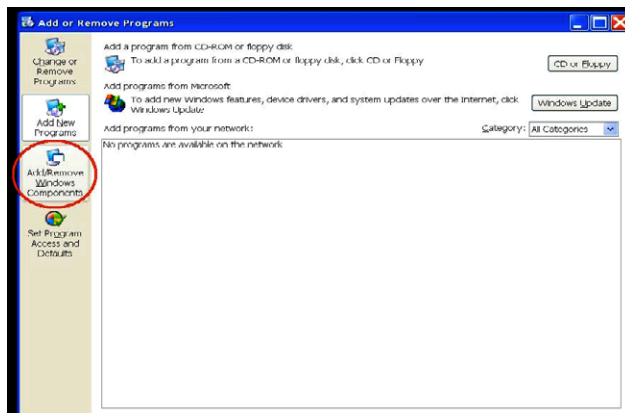 Add or Remove Programs
Change or
Remove
Programs
Add New
Programs
Add/Remove
Windows
Components
Set Program
Access and
Defaults
Add a program from CD-ROM or floppy disk
To add a program from a CD-ROM or floppy disk, click CD or Floppy
CD or Floppy
Add programs from Microsoft
To add new Windows features, device drivers, and system updates over the Internet, click
Windows Update
Windows Update
Add programs from your network:
Category: All Categories
No programs are available on the network